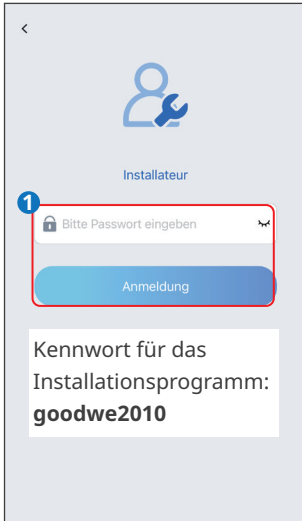 Installateur
1
Bitte Passwort eingeben
Anmeldung
Kennwort für das
Installationsprogramm:
goodwe2010